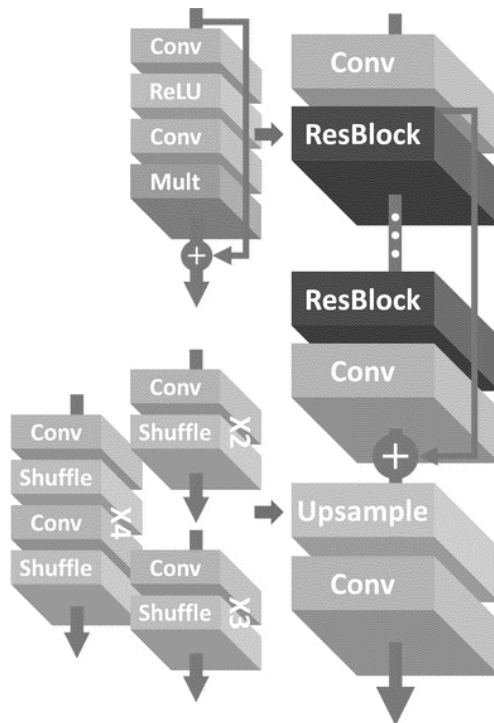 Conv
ReLU
Conv
Mult
+
Conv
ResBlock
ResBlock
Conv
+
Upsample
Conv
Conv
Shuffle
X2
Conv
Shuffle
Conv
Shuffle
X4
Conv
Shuffle
X3